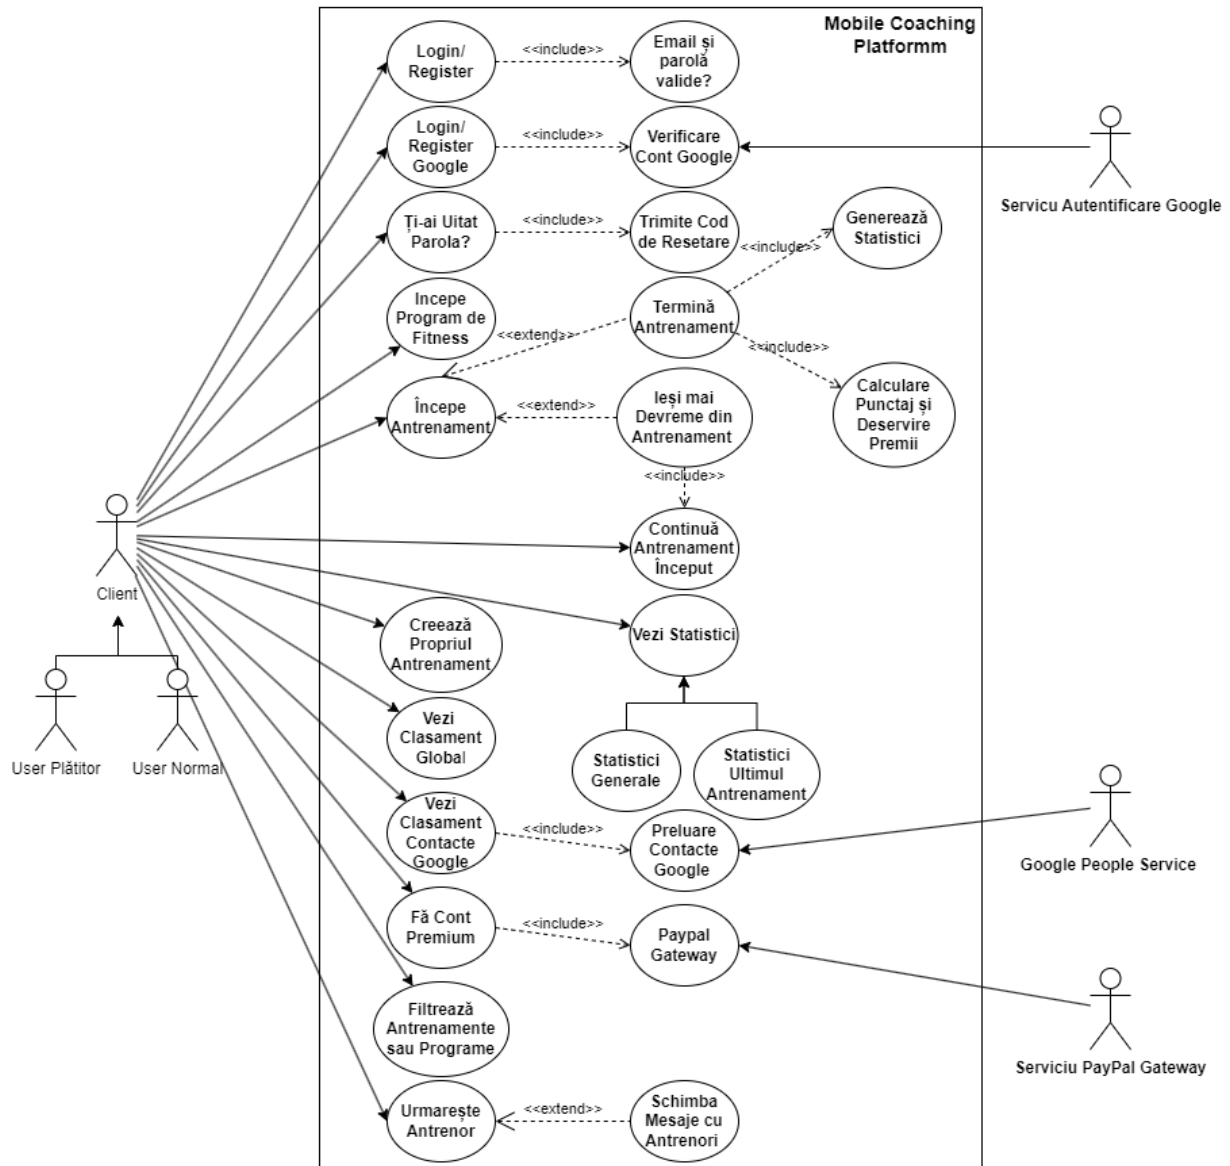 Mobile Coaching
Platformm
Login/
Register
<<include>>
Email și
parolă
valide?
Login/
Register
Google
<<include>>
Verificare
Cont Google
Servicu Autentificare Google
Ți-ai Uitat
Parola?
<<include>>
Trimite Cod
de Resetare
<<include>>
Generează
Statistici
Incepe
Program de
Fitness
<<extend>>
Termină
Antrenament
<<include>>
Începe
Antrenament
<<extend>>
Ieși mai
Devreme din
Antrenament
Calculare
Punctaj și
Deservire
Premii
<<include>>
Continuă
Antrenament
Început
Client
Creează
Propriul
Antrenament
Vezi Statistici
User Plătitor
User Normal
Vezi
Clasament
Global
Statistici
Generale
Statistici
Ultimul
Antrenament
Vezi
Clasament
Contacte
Google
<<include>>
Preluare
Contacte
Google
Google People Service
Fă Cont
Premium
<<include>>
Paypal
Gateway
Serviciu PayPal Gateway
Filtrează
Antrenamente
sau Programe
Urmarește
Antrenor
<<extend>>
Schimba
Mesaje cu
Antrenori